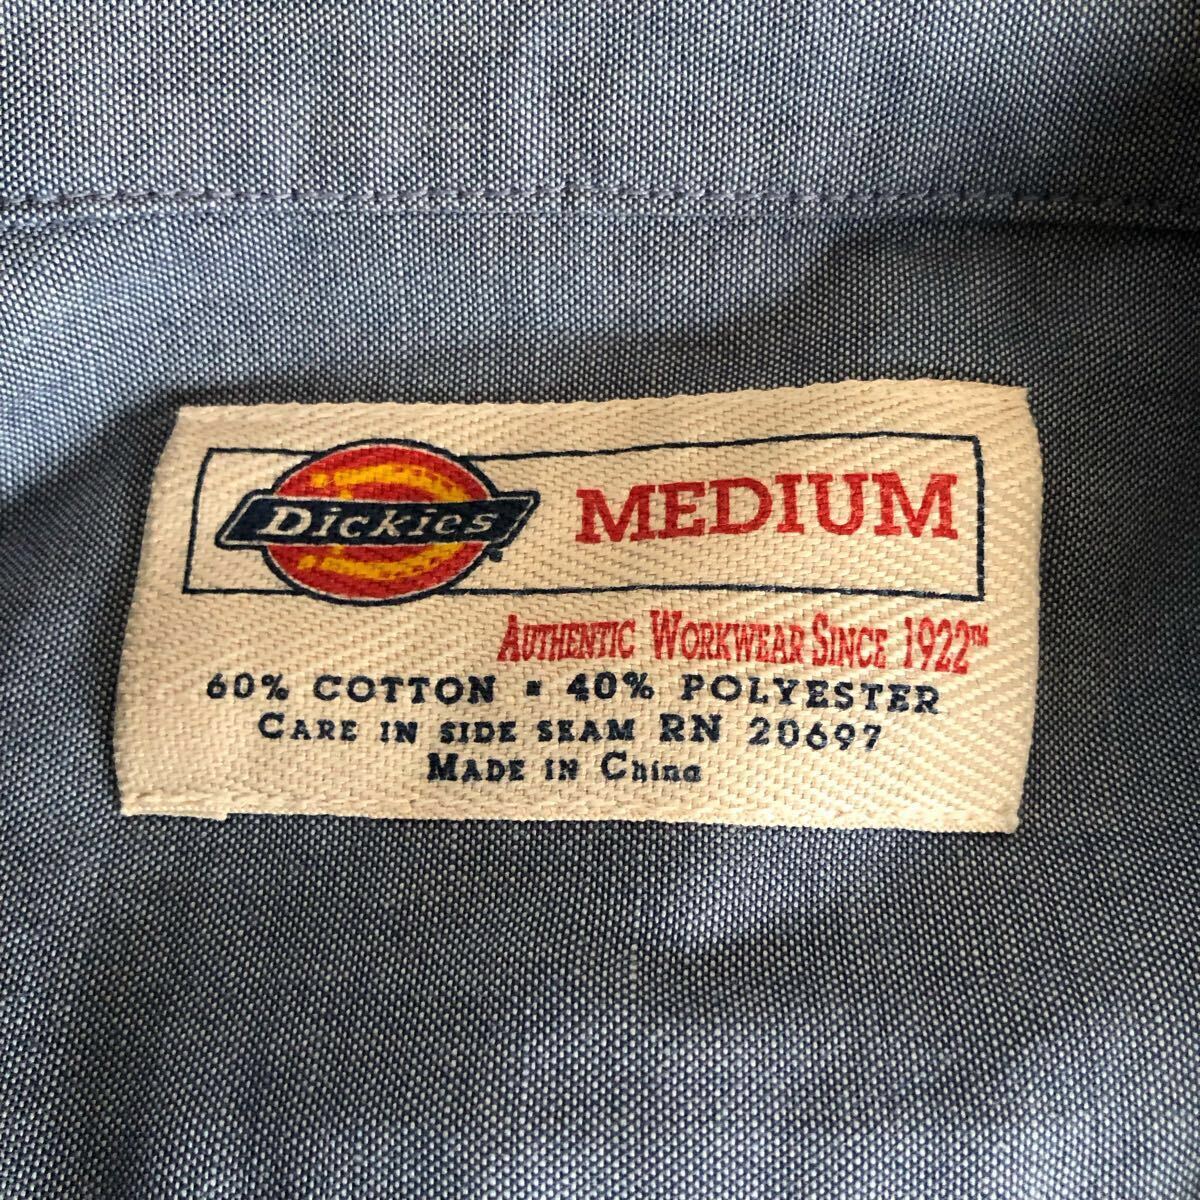 Dickies MEDIUM
AUTHENTIC WORKWEAR SINCE 1922™
60% COTTON ▪ 40% POLYESTER
CARE IN SIDE SEAM RN 20697
MADE IN China